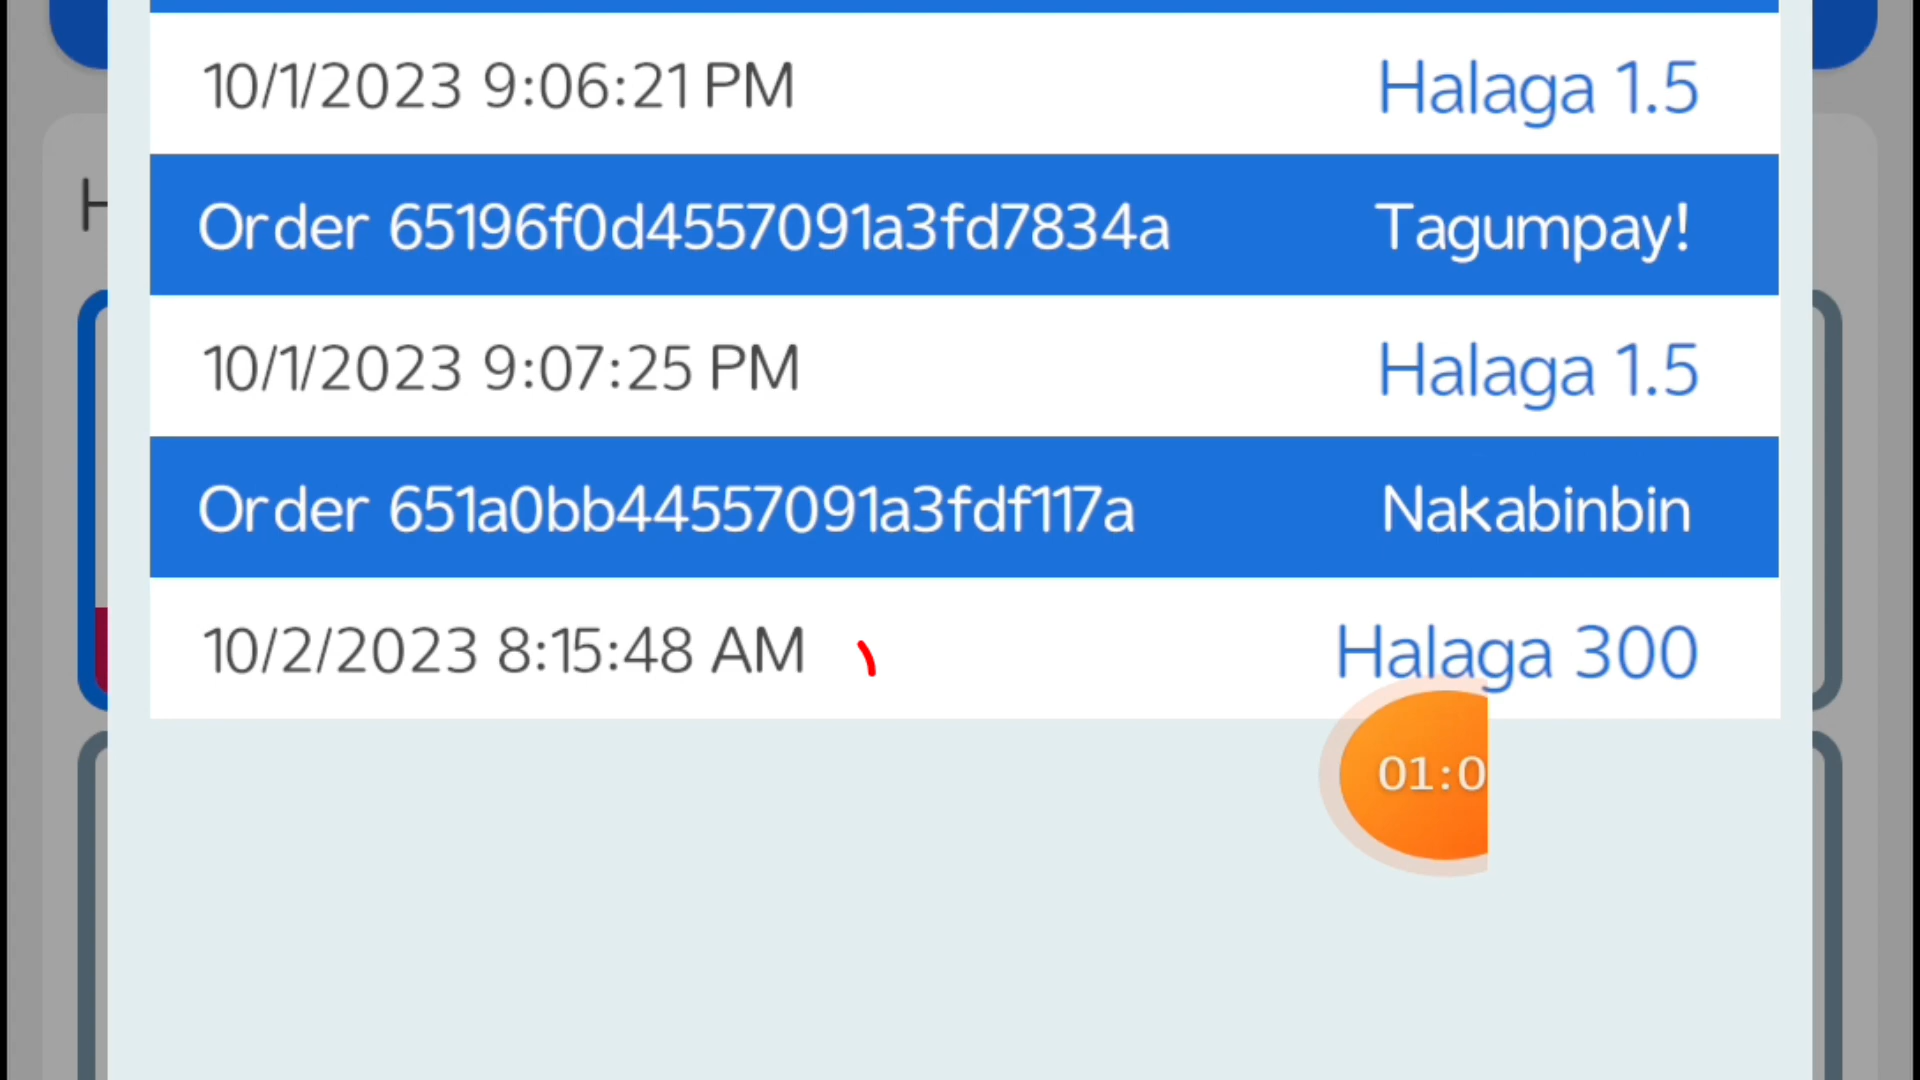 10/1/2023 9:06:21 PM Halaga 1.5
Order 65196f0d4557091a3fd7834a Tagumpay!
10/1/2023 9:07:25 PM Halaga 1.5
Order 651a0bb44557091a3fdf117a Nakabinbin
10/2/2023 8:15:48 AM Halaga 300
01:0